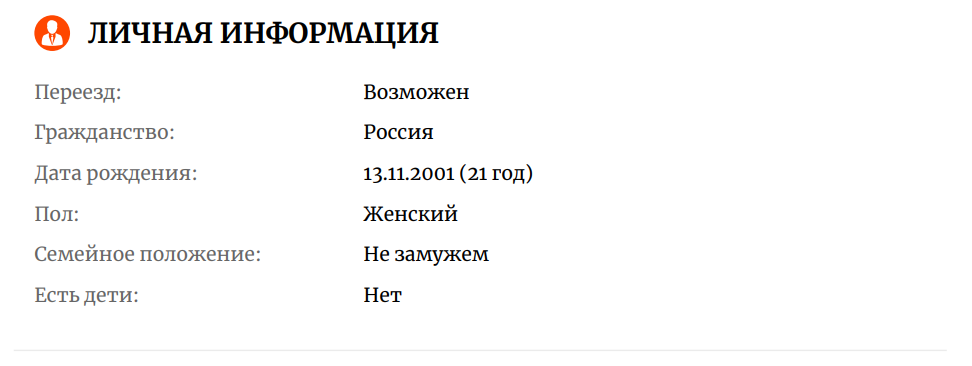 ЛИЧНАЯ ИНФОРМАЦИЯ
Переезд: Возможен
Гражданство: Россия
Дата рождения: 13.11.2001 (21 год)
Пол: Женский
Семейное положение: Не замужем
Есть дети: Нет